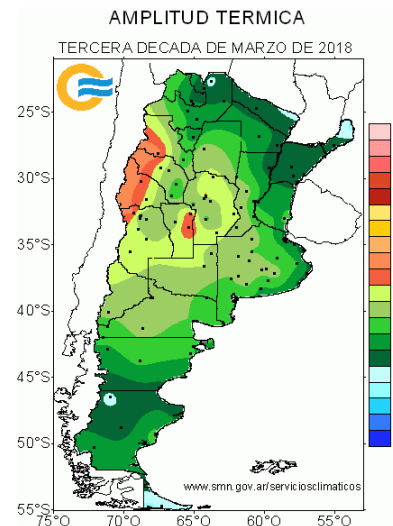 AMPLITUD TERMICA
TERCERA DECADA DE MARZO DE 2018
25°S
30°S
35°S
40°S
45°S
50°S
55°S
www.smn.gov.ar/serviciosclimaticos
75°O 70°O 65°O 60°O 55°O